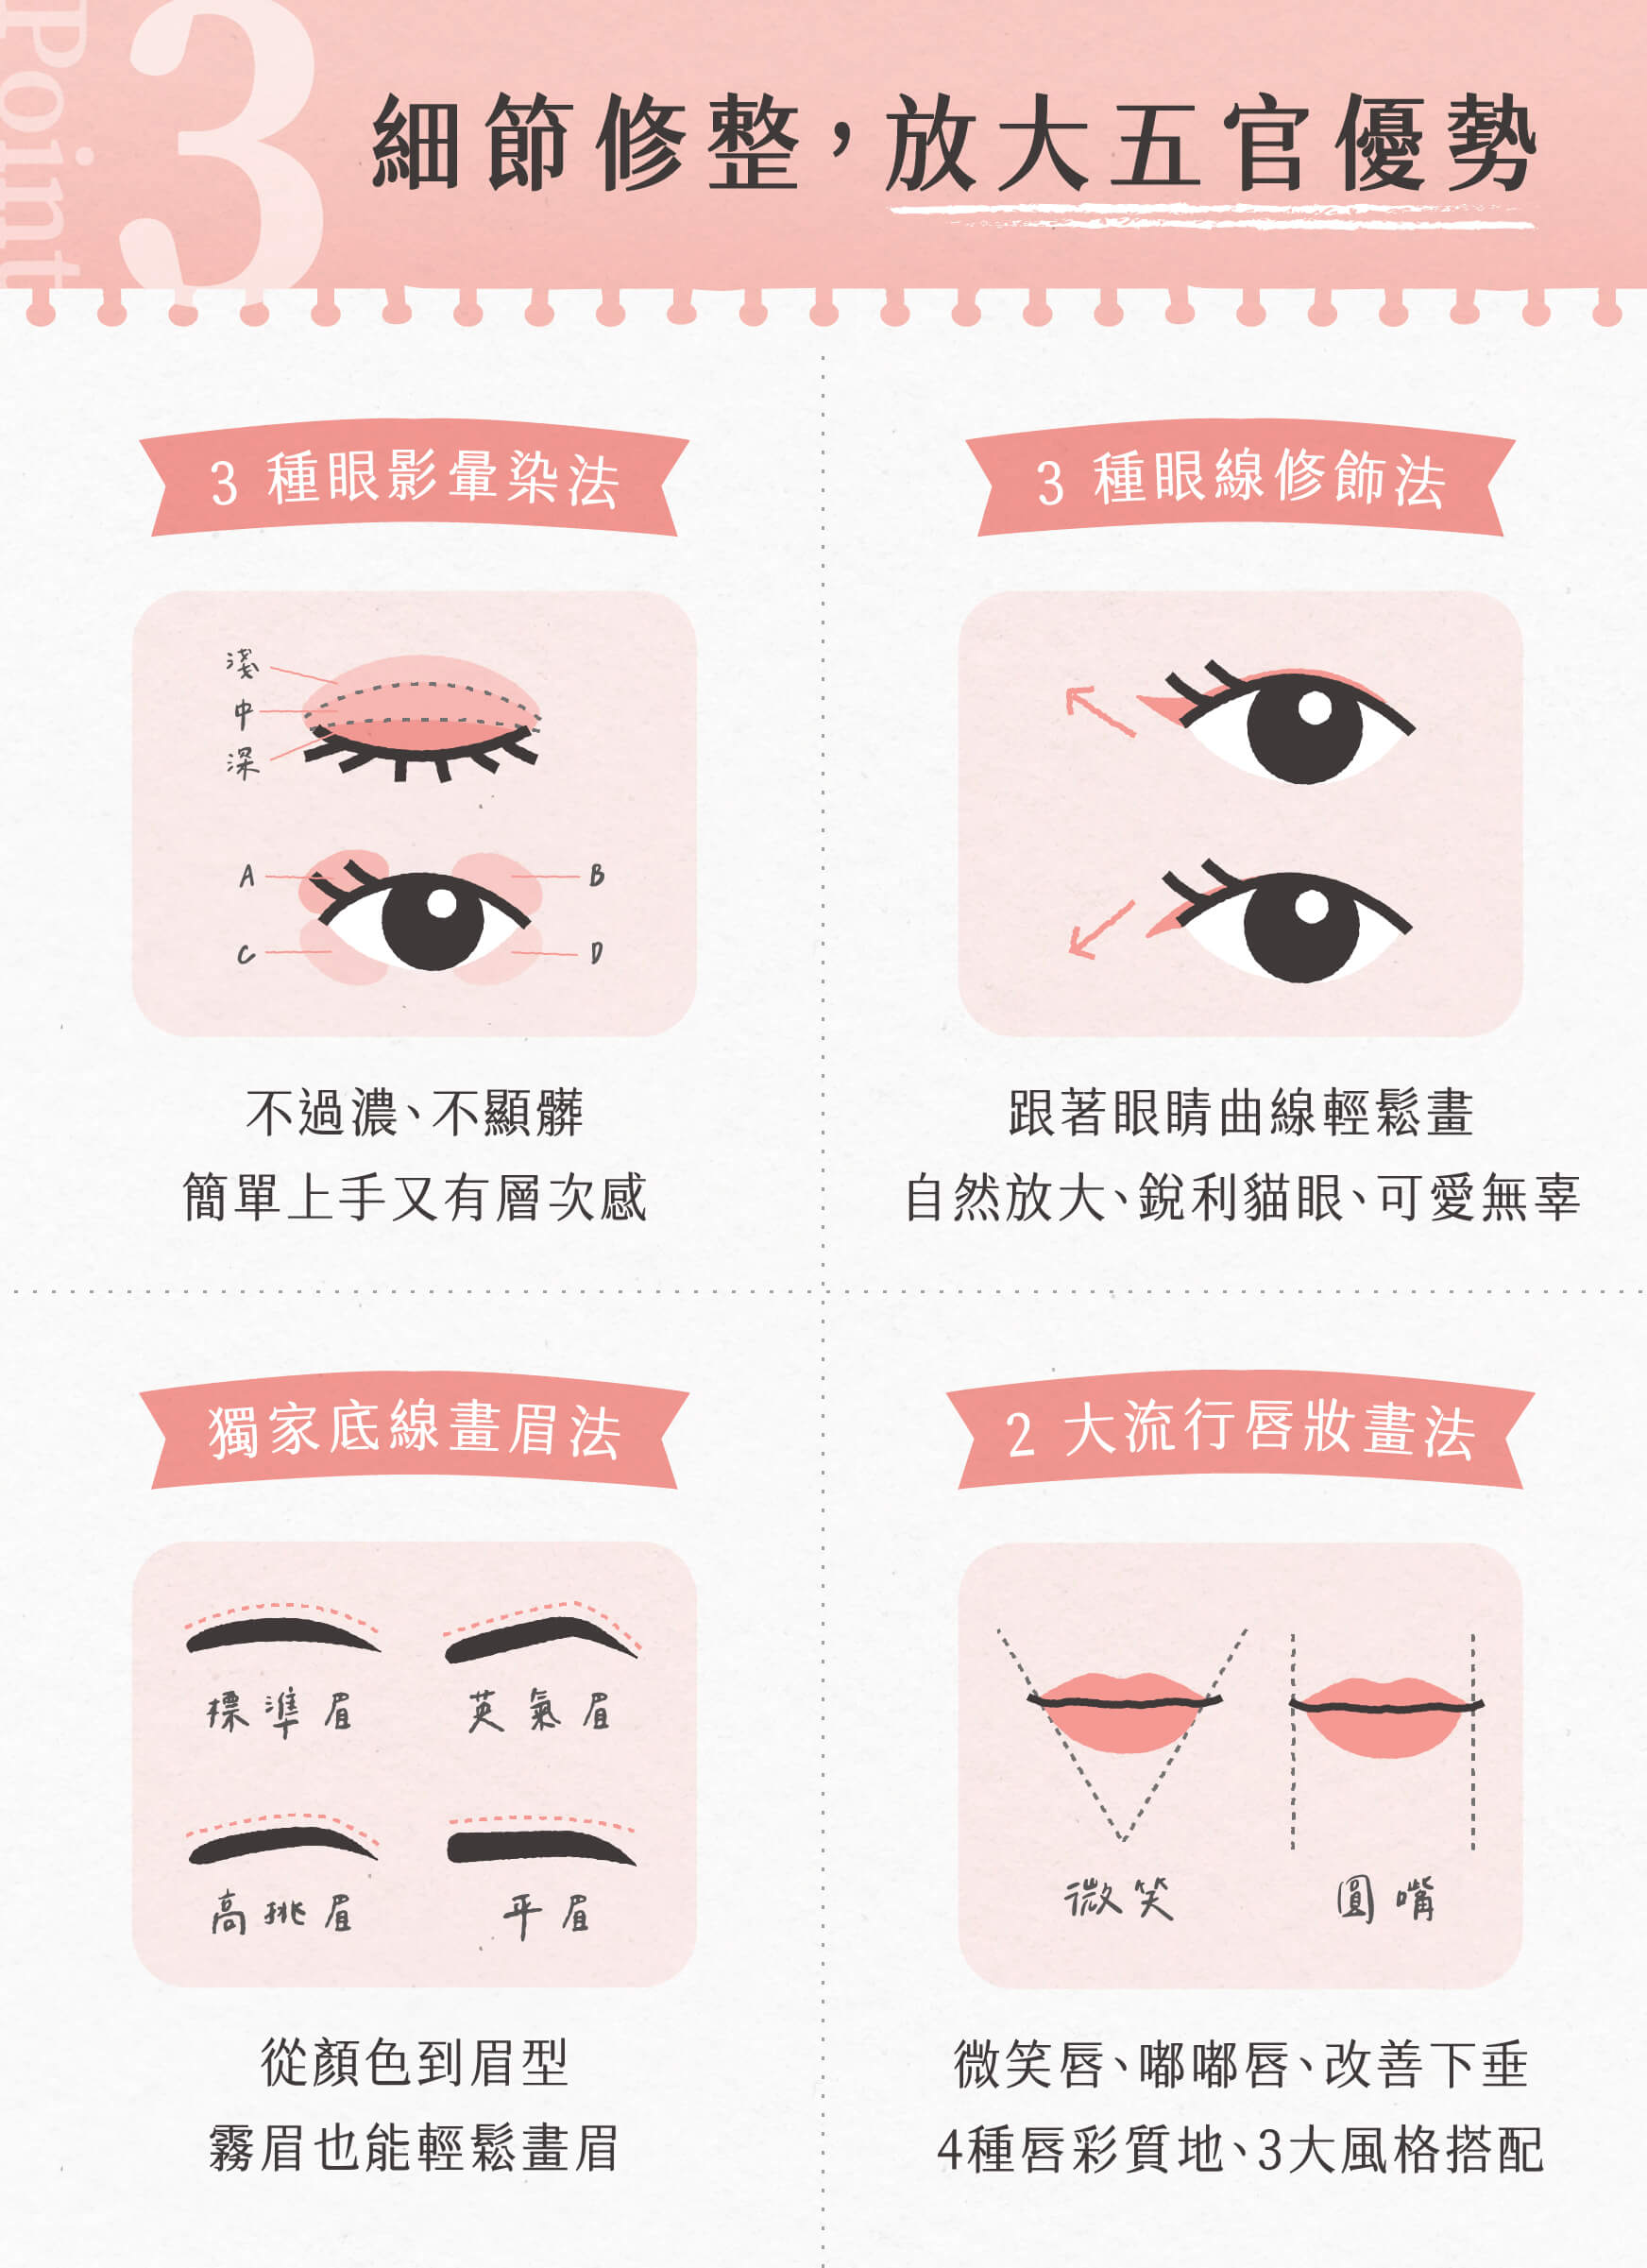 Point 3
細節修整，放大五官優勢
3 種眼影暈染法
淺
中
深
A
B
C
D
不過濃、不顯髒
簡單上手又有層次感
3 種眼線修飾法
跟著眼睛曲線輕鬆畫
自然放大、銳利貓眼、可愛無辜
獨家底線畫眉法
標準眉
英氣眉
高挑眉
平眉
從顏色到眉型
霧眉也能輕鬆畫眉
2 大流行唇妝畫法
微笑
圓嘴
微笑唇、嘟嘟唇、改善下垂
4種唇彩質地、3大風格搭配